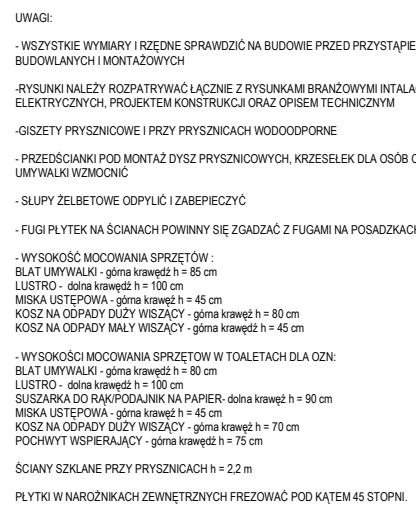 UWAGI:
- WSZYSTKIE WYMIARY I RZĘDNE SPRAWDZIĆ NA BUDOWIE PRZED PRZYSTĄPIE
BUDOWLANYCH I MONTAŻOWYCH
-RYSUNKI NALEŻY ROZPATRYWAĆ ŁĄCZNIE Z RYSUNKAMI BRANŻOWYMI INTALA
ELEKTRYCZNYCH, PROJEKTEM KONSTRUKCJI ORAZ OPISEM TECHNICZNYM
-GISZETY PRYSZNICOWE I PRZY PRYSZNICACH WODOODPORNE
- PRZEDŚCIANKI POD MONTAŻ DYSZ PRYSZNICOWYCH, KRZESEŁEK DLA OSÓB
UMYWALKI WZMOCNIĆ
- SŁUPY ŻELBETOWE ODPYLIĆ I ZABEPIECZYĆ
- FUGI PŁYTEK NA ŚCIANACH POWINNY SIĘ ZGADZAĆ Z FUGAMI NA POSADZKACH
- WYSOKOŚĆ MOCOWANIA SPRZĘTÓW :
BLAT UMYWALKI - górna krawędź h = 85 cm
LUSTRO - dolna krawędź h = 100 cm
MISKA USTĘPOWA - górna krawęź h = 45 cm
KOSZ NA ODPADY DUŻY WISZĄCY - górna krawęź h = 80 cm
KOSZ NA ODPADY MAŁY WISZĄCY - górna krawędź h = 45 cm
- WYSOKOŚCI MOCOWANIA SPRZĘTOW W TOALETACH DLA OZN:
BLAT UMYWALKI - górna krawędź h = 80 cm
LUSTRO - dolna krawędź h = 100 cm
SUSZARKA DO RĄK/PODAJNIK NA PAPIER- dolna krawęź h = 90 cm
MISKA USTĘPOWA - górna krawęź h = 45 cm
KOSZ NA ODPADY DUŻY WISZĄCY - górna krawęź h = 70 cm
POCHWYT WSPIERAJĄCY - górna krawędź h = 75 cm
ŚCIANY SZKLANE PRZY PRYSZNICACH h = 2,2 m
PŁYTKI W NAROŻNIKACH ZEWNĘTRZNYCH FREZOWAĆ POD KĄTEM 45 STOPNI.